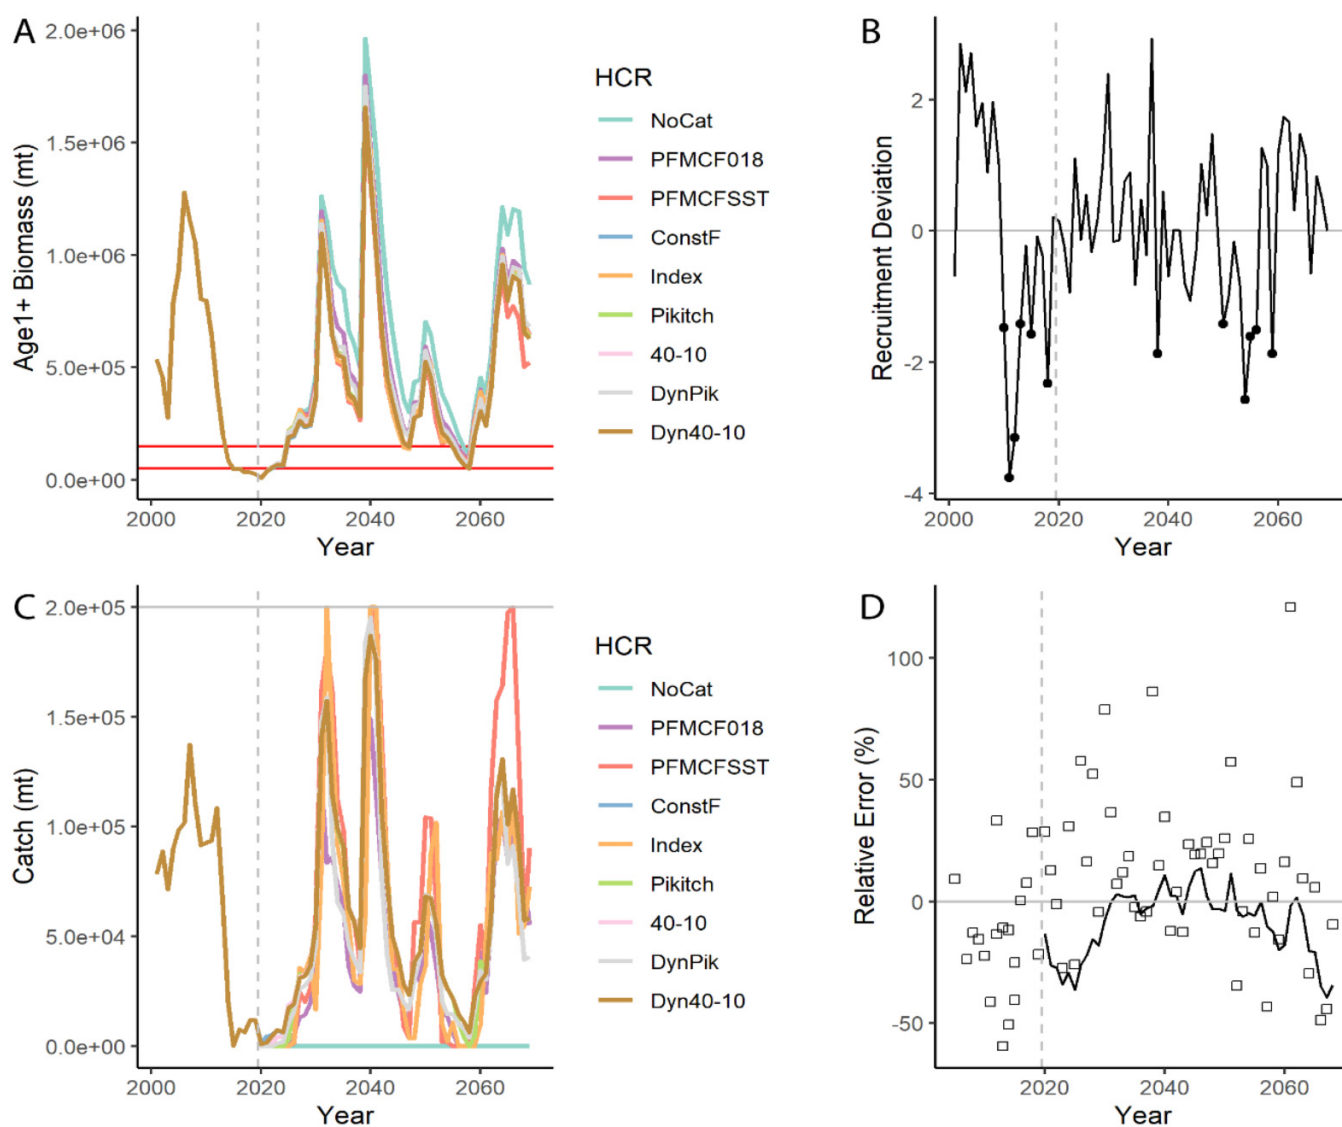 A
2.0e+06
1.5e+06
1.0e+06
5.0e+05
0.0e+00
Age1+ Biomass (mt)
2000 2020 2040 2060
Year
HCR
NoCat
PFMCF018
PFMCFSST
ConstF
Index
Pikitch
40-10
DynPik
Dyn40-10
B
2
0
-2
-4
Recruitment Deviation
2000 2020 2040 2060
Year
C
2.0e+05
1.5e+05
1.0e+05
5.0e+04
0.0e+00
Catch (mt)
2000 2020 2040 2060
Year
HCR
NoCat
PFMCF018
PFMCFSST
ConstF
Index
Pikitch
40-10
DynPik
Dyn40-10
D
100
50
0
-50
Relative Error (%)
2020 2040 2060
Year